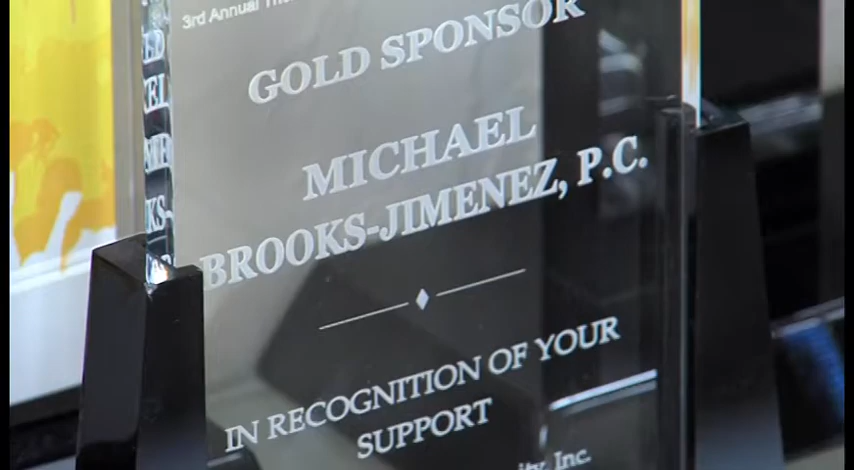 3rd Annual
GOLD SPONSOR
MICHAEL
BROOKS-JIMENEZ, P.C.
IN RECOGNITION OF YOUR
SUPPORT
Inc.